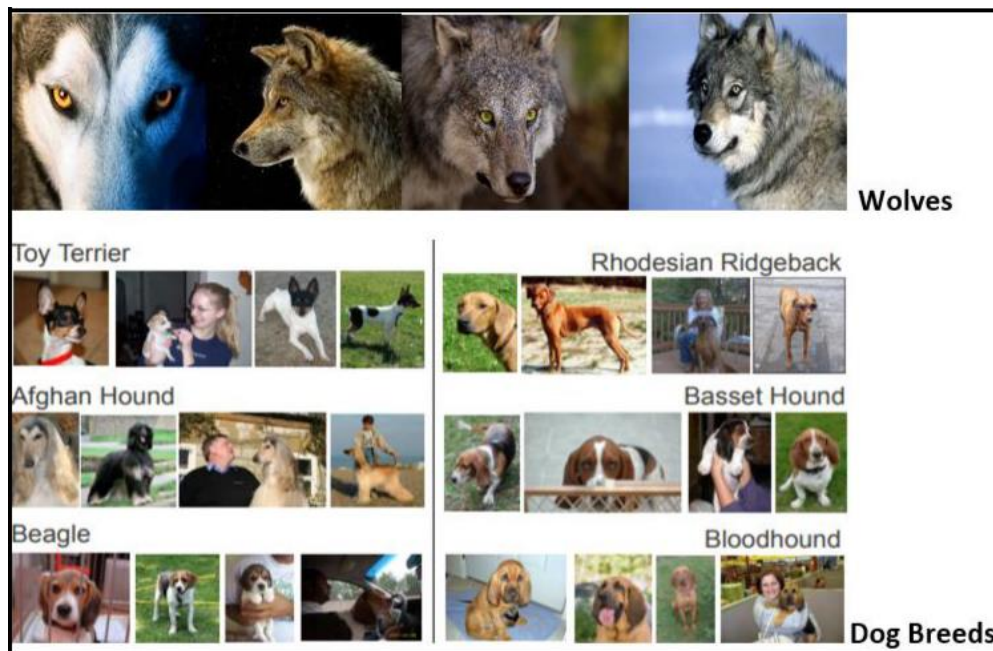 Wolves
Toy Terrier
Rhodesian Ridgeback
Afghan Hound
Basset Hound
Beagle
Bloodhound
Dog Breeds